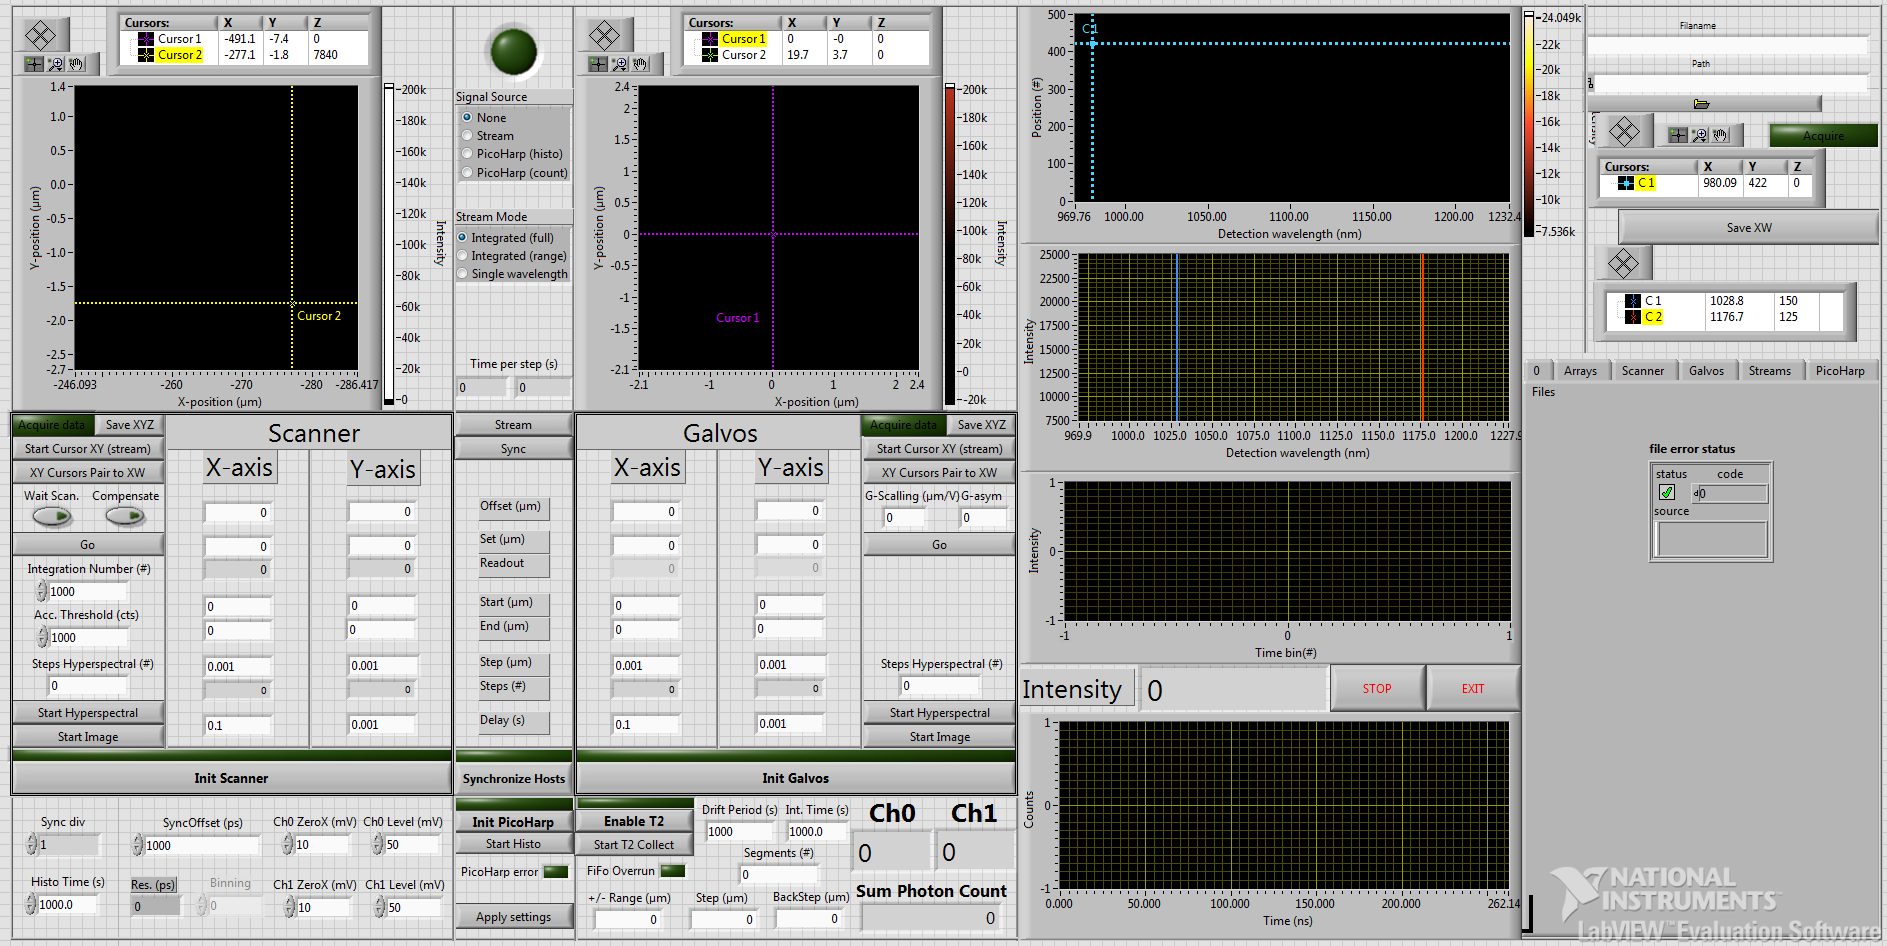 Cursors: X Y Z
Cursor 1 -491.1 -7.4 0
Cursor 2 -277.1 -1.8 7840
1.4
1.0
0.5
0.0
-0.5
-1.0
-1.5
-2.0
-2.5
-2.7
Y-position (µm)
Cursor 2
-246.093 -260 -270 -280 -286.417
X-position (µm)
200k
180k
160k
140k
120k
100k
80k
60k
40k
20k
0
Intensity
Signal Source
None
Stream
PicoHarp (histo)
PicoHarp (count)
Stream Mode
Integrated (full)
Integrated (range)
Single wavelength
Time per step (s)
0 0
Cursors: X Y Z
Cursor 1 0 -0 0
Cursor 2 19.7 3.7 0
2.4
2
1.5
1
0.5
0
-0.5
-1
-1.5
-2.1
Y-position (µm)
Cursor 1
-2.1 -1 0 1 2 2.4
X-position (µm)
200k
180k
160k
140k
120k
100k
80k
60k
40k
20k
0
-20k
Intensity
500
400
300
200
100
0
Position (#)
C 1
969.76 1000.00 1050.00 1100.00 1150.00 1200.00 1232.4
Detection wavelength (nm)
24.049k
22k
20k
18k
16k
14k
12k
10k
7.536k
Filaname
Path
Acquire
Cursors: X Y Z
C 1 980.09 422 0
Save XW
C 1 1028.8 150
C 2 1176.7 125
25000
22500
20000
17500
15000
12500
10000
7500
Intensity
969.9 1000.0 1025.0 1050.0 1075.0 1100.0 1125.0 1150.0 1175.0 1200.0 1227.9
Detection wavelength (nm)
0 Arrays Scanner Galvos Streams PicoHarp
Files
file error status
status code
d0
source
Acquire data Save XYZ
Start Cursor XY (stream)
XY Cursors Pair to XW
Wait Scan. Compensate
Go
Integration Number (#)
1000
Acc. Threshold (cts)
1000
Steps Hyperspectral (#)
0
Start Hyperspectral
Start Image
Scanner
X-axis Y-axis
0 0
0 0
0 0
0 0
0 0
0.001 0.001
0 0
0.1 0.001
Init Scanner
Stream
Sync
Offset (µm)
Set (µm)
Readout
Start (µm)
End (µm)
Step (µm)
Steps (#)
Delay (s)
Synchronize Hosts
Galvos
X-axis Y-axis
0 0
0 0
0 0
0 0
0 0
0.001 0.001
0 0
0.1 0.001
Init Galvos
Acquire data Save XYZ
Start Cursor XY (stream)
XY Cursors Pair to XW
G-Scalling (µm/V) G-asym
0 0
Go
Steps Hyperspectral (#)
0
Start Hyperspectral
Start Image
1
0
-1
Intensity
-1 0 1
Time bin(#)
Intensity 0 STOP EXIT
1
0
-1
Counts
0.000 50.000 100.000 150.000 200.000 262.14
Time (ns)
Sync div SyncOffset (ps) Ch0 ZeroX (mV) Ch0 Level (mV)
1 1000 10 50
Histo Time (s) Res. (ps) Binning Ch1 ZeroX (mV) Ch1 Level (mV)
1000.0 0 0 10 50
Init PicoHarp
Start Histo
PicoHarp error
Apply settings
Enable T2
Start T2 Collect
FiFo Overrun
+/- Range (µm) Step (µm) BackStep (µm)
0 0 0
Drift Period (s) Int. Time (s)
1000 1000.0
Segments (#)
0
Ch0 Ch1
0 0
Sum Photon Count
0
NATIONAL
INSTRUMENTS™
LabVIEW™ Evaluation Software